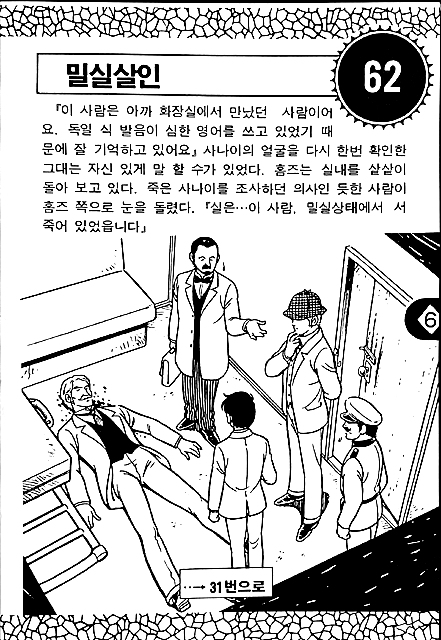 밀실살인
62
『이 사람은 아까 화장실에서 만났던 사람이어
요. 독일 식 발음이 심한 영어를 쓰고 있었기 때
문에 잘 기억하고 있어요』 사나이의 얼굴을 다시 한번 확인한
그대는 자신 있게 말 할 수가 있었다. 홈즈는 실내를 샅샅이
돌아 보고 있다. 죽은 사나이를 조사하던 의사인 듯한 사람이
홈즈 쪽으로 눈을 돌렸다. 『실은…이 사람, 밀실상태에서 서
죽어 있었읍니다』
6
⋯→ 31번으로